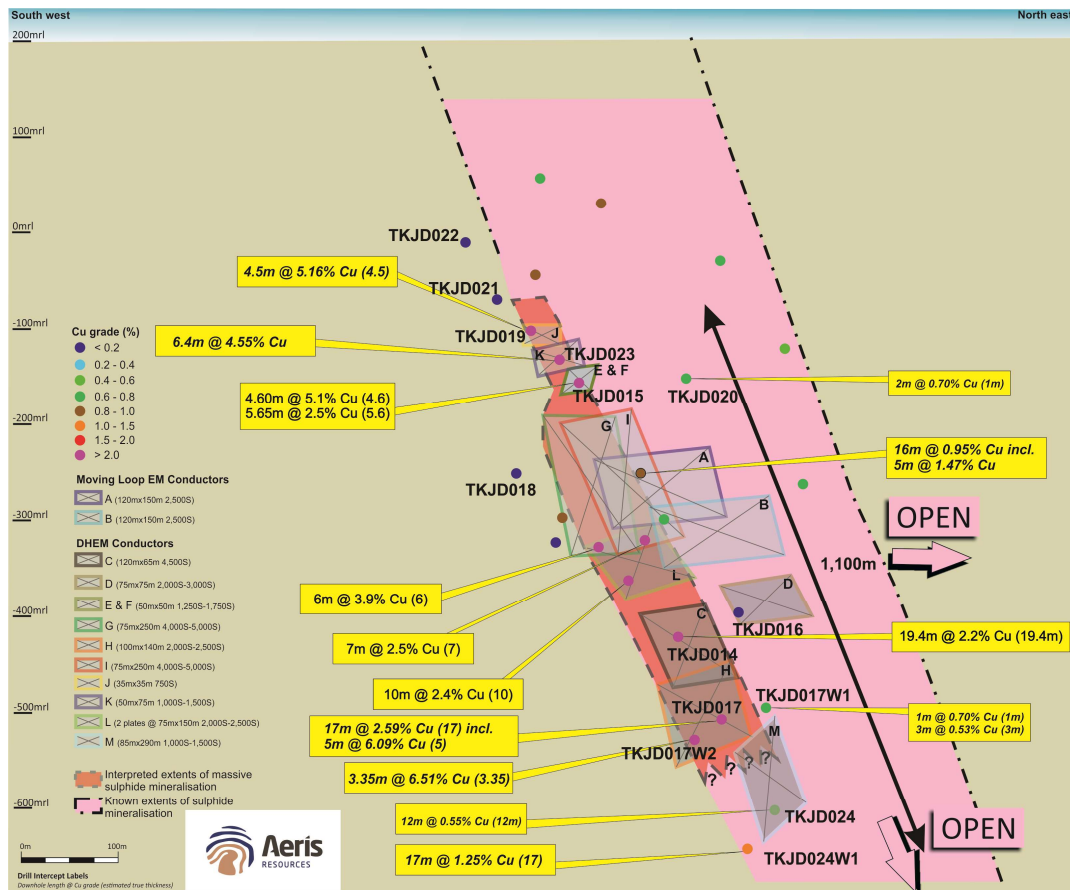 South west
North east
200mrl
100mrl
0mrl
-100mrl
-200mrl
-300mrl
-400mrl
-500mrl
-600mrl
TKJD022
4.5m @ 5.16% Cu (4.5)
TKJD021
TKJD019
J
6.4m @ 4.55% Cu
K
TKJD023
E & F
4.60m @ 5.1% Cu (4.6)
5.65m @ 2.5% Cu (5.6)
TKJD015
TKJD020
2m @ 0.70% Cu (1m)
G
I
A
16m @ 0.95% Cu incl.
5m @ 1.47% Cu
TKJD018
B
OPEN
1,100m
L
D
6m @ 3.9% Cu (6)
TKJD016
C
19.4m @ 2.2% Cu (19.4m)
7m @ 2.5% Cu (7)
TKJD014
H
10m @ 2.4% Cu (10)
TKJD017W1
TKJD017
1m @ 0.70% Cu (1m)
3m @ 0.53% Cu (3m)
17m @ 2.59% Cu (17) incl.
5m @ 6.09% Cu (5)
M
TKJD017W2
3.35m @ 6.51% Cu (3.35)
? ? ? ?
12m @ 0.55% Cu (12m)
TKJD024
OPEN
17m @ 1.25% Cu (17)
TKJD024W1
Cu grade (%)
< 0.2
0.2 - 0.4
0.4 - 0.6
0.6 - 0.8
0.8 - 1.0
1.0 - 1.5
1.5 - 2.0
> 2.0
Moving Loop EM Conductors
A (120mx150m 2,500S)
B (120mx150m 2,500S)
DHEM Conductors
C (120mx65m 4,500S)
D (75mx75m 2,000S-3,000S)
E & F (50mx50m 1,250S-1,750S)
G (75mx250m 4,000S-5,000S)
H (100mx140m 2,000S-2,500S)
I (75mx250m 4,000S-5,000S)
J (35mx35m 750S)
K (50mx75m 1,000S-1,500S)
L (2 plates @ 75mx150m 2,000S-2,500S)
M (85mx290m 1,000S-1,500S)
Interpreted extents of massive
sulphide mineralisation
Known extents of sulphide
mineralisation
0m
100m
Drill Intercept Labels
Downhole length @ Cu grade (estimated true thickness)
Aeris
RESOURCES